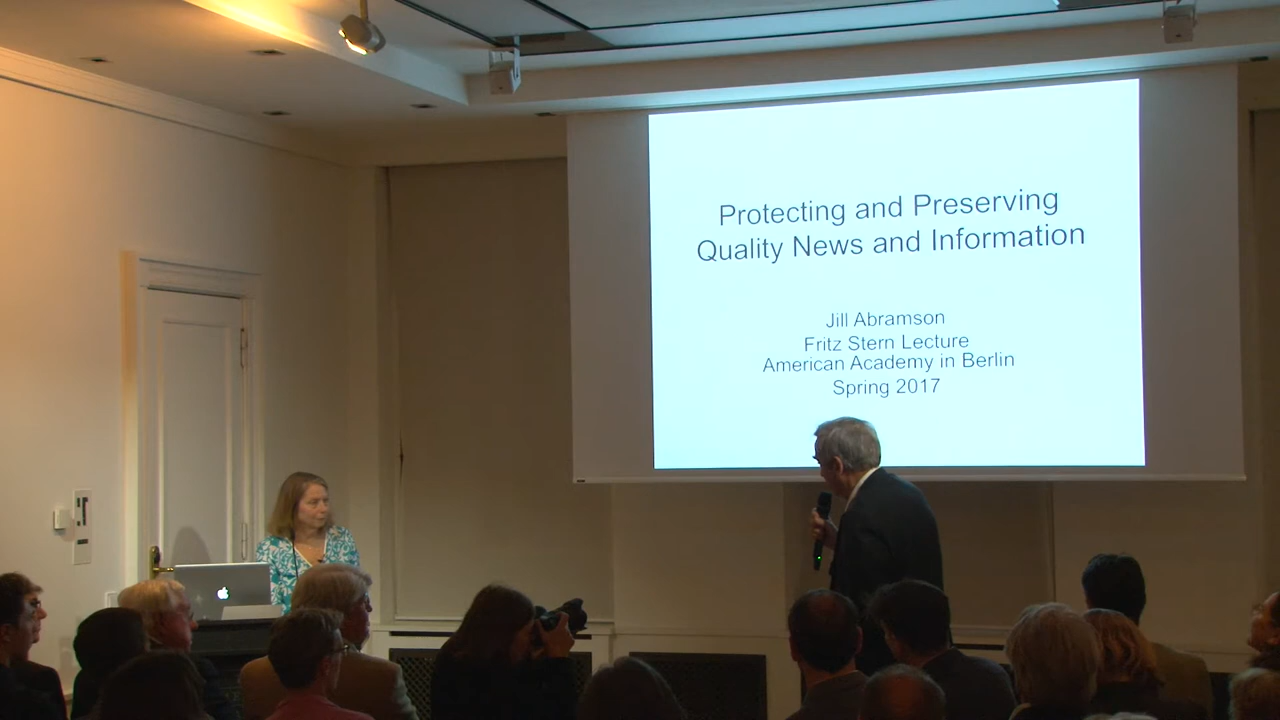 Protecting and Preserving
Quality News and Information
Jill Abramson
Fritz Stern Lecture
American Academy in Berlin
Spring 2017